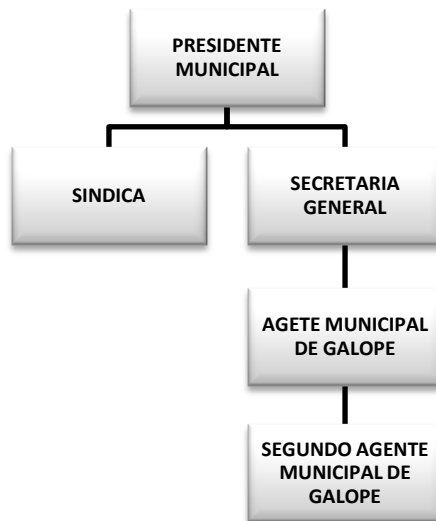 PRESIDENTE
MUNICIPAL
SINDICA
SECRETARIA
GENERAL
AGETE MUNICIPAL
DE GALOPE
SEGUNDO AGENTE
MUNICIPAL DE
GALOPE